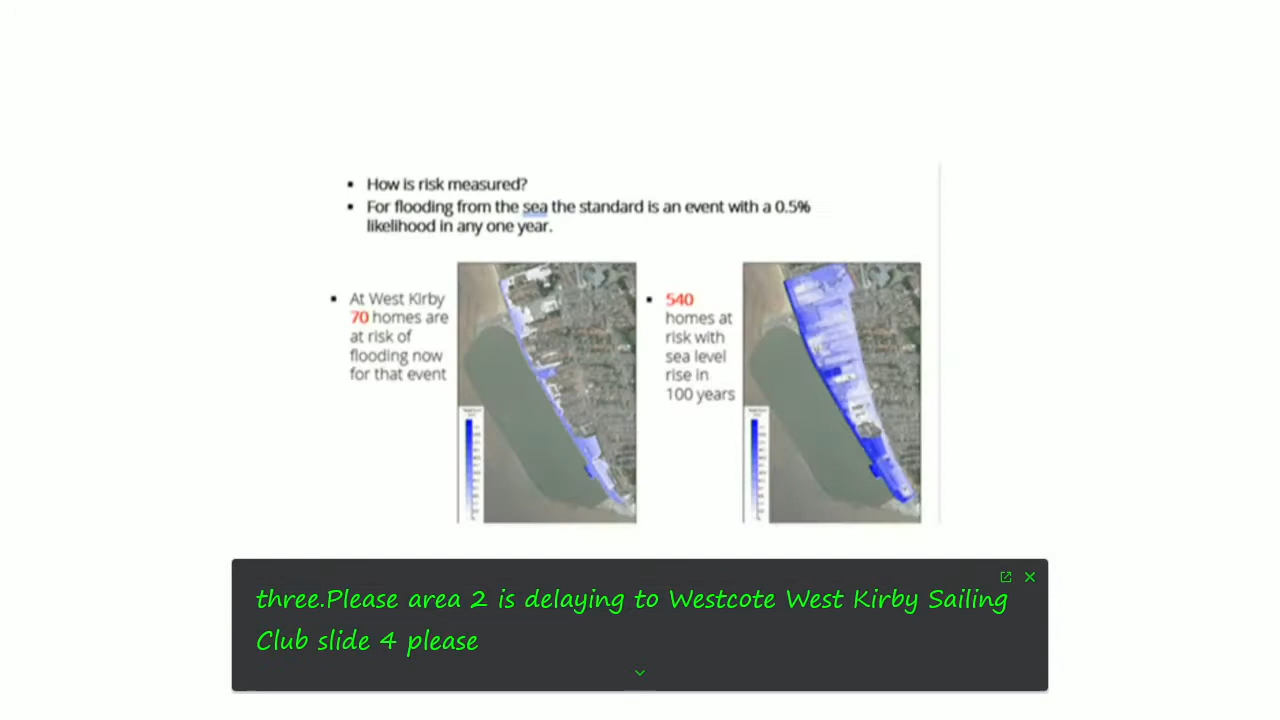 How is risk measured?
For flooding from the sea the standard is an event with a 0.5%
likelihood in any one year.
At West Kirby
70 homes are
at risk of
flooding now
for that event
540
homes at
risk with
sea level
rise in
100 years
three.Please area 2 is delaying to Westcote West Kirby Sailing
Club slide 4 please